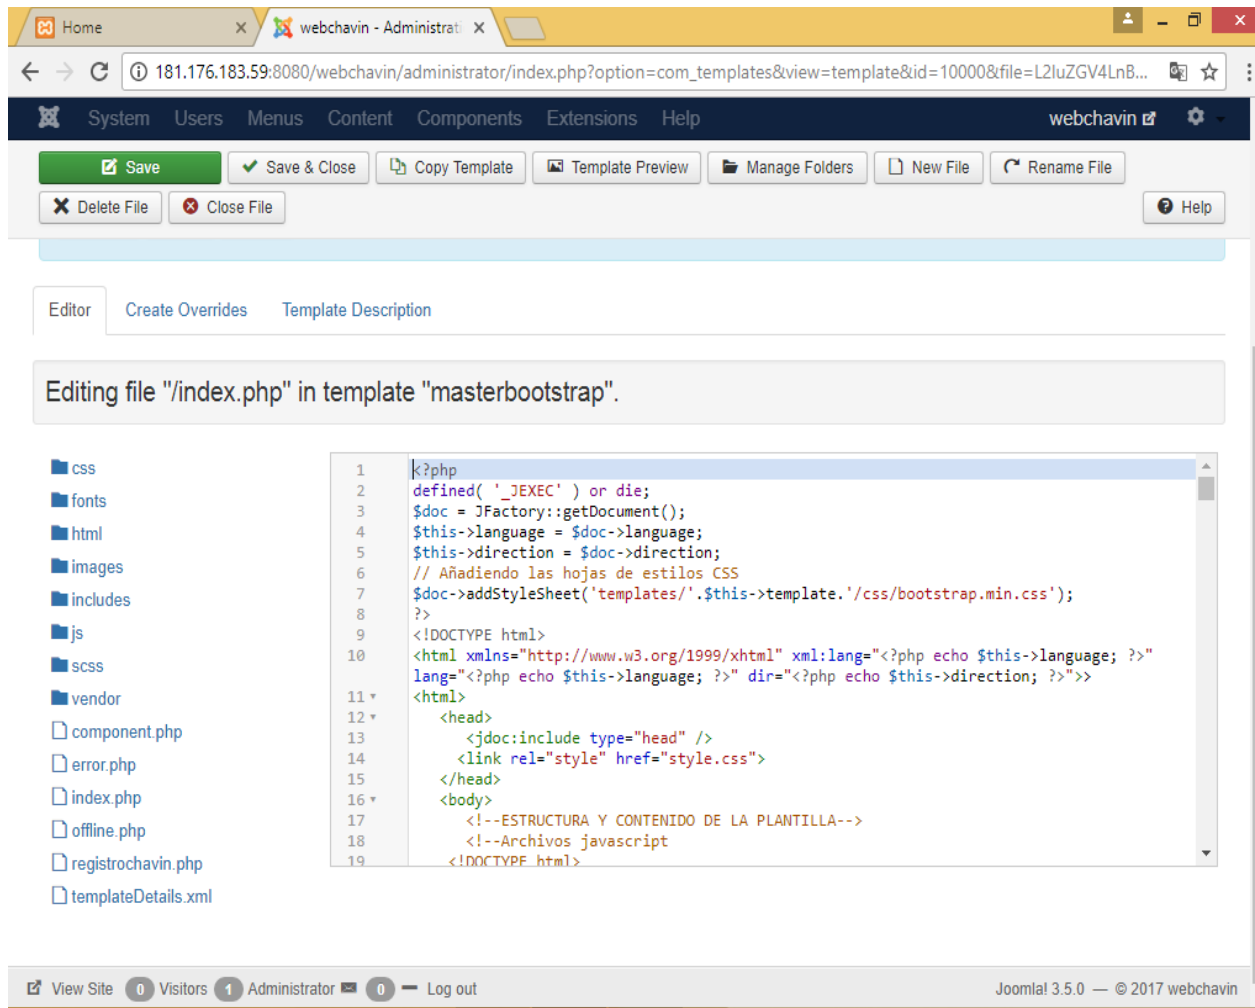 Home
webchavin - Administrati
181.176.183.59:8080/webchavin/administrator/index.php?option=com_templates&view=template&id=10000&file=L2luZGV4LnB...
System Users Menus Content Components Extensions Help webchavin
Save Save & Close Copy Template Template Preview Manage Folders New File Rename File
Delete File Close File Help
Editor Create Overrides Template Description
Editing file "/index.php" in template "masterbootstrap".
css
fonts
html
images
includes
js
scss
vendor
component.php
error.php
index.php
offline.php
registrochavin.php
templateDetails.xml
1 <?php
2 defined( '_JEXEC' ) or die;
3 $doc = JFactory::getDocument();
4 $this->language = $doc->language;
5 $this->direction = $doc->direction;
6 // Añadiendo las hojas de estilos CSS
7 $doc->addStyleSheet('templates/'.$this->template.'/css/bootstrap.min.css');
8 ?>
9 <!DOCTYPE html>
10 <html xmlns="http://www.w3.org/1999/xhtml" xml:lang="<?php echo $this->language; ?>"
lang="<?php echo $this->language; ?>" dir="<?php echo $this->direction; ?>">>
11 <html>
12 <head>
13 <jdoc:include type="head" />
14 <link rel="style" href="style.css">
15 </head>
16 <body>
17 <!--ESTRUCTURA Y CONTENIDO DE LA PLANTILLA-->
18 <!--Archivos javascript
19 <!DOCTYPE html>
View Site 0 Visitors 1 Administrator 0 Log out Joomla! 3.5.0 — © 2017 webchavin